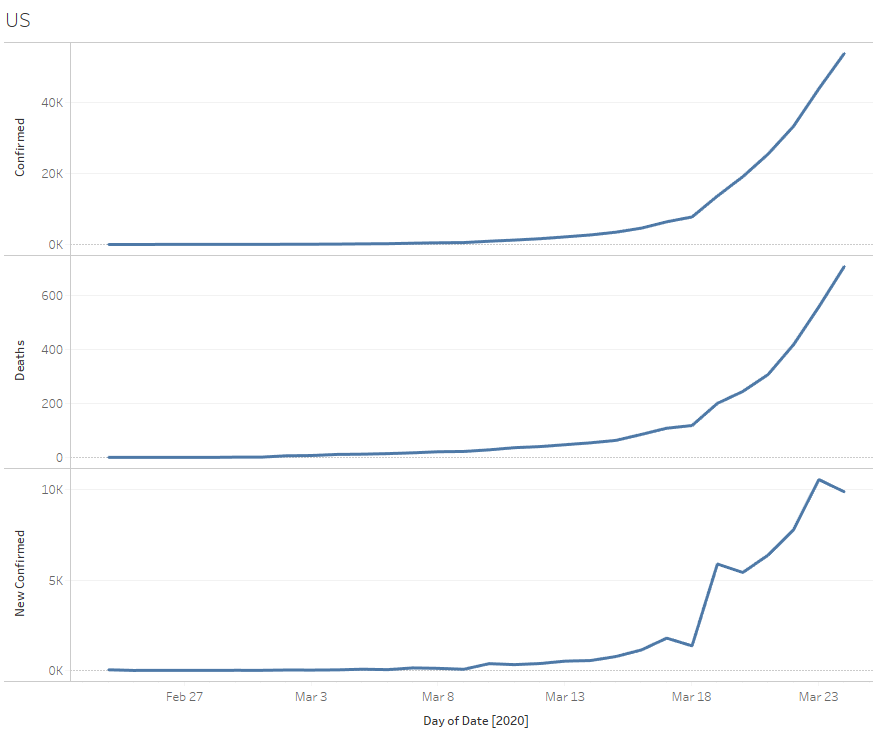 US
40K
Confirmed
20K
0K
600
400
Deaths
200
0
10K
New Confirmed
5K
0K
Feb 27 Mar 3 Mar 8 Mar 13 Mar 18 Mar 23
Day of Date [2020]